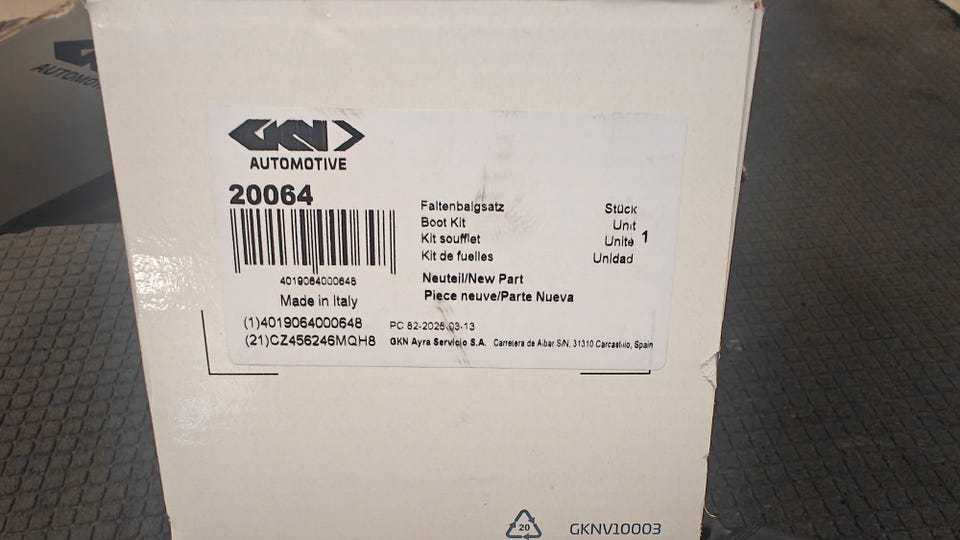 AUTOMOTIVE
GKN
AUTOMOTIVE
20064
4019064000648
Made in Italy
(1)4019064000648
(21)CZ456246MQH8
Faltenbalgsatz Stück
Boot Kit Unit
Kit soufflet Unité 1
Kit de fuelles Unidad
Neuteil/New Part
Piece neuve/Parte Nueva
PC 82-2025-03-13
GKN Ayra Servicio S.A. Carretera de Aibar S/N, 31310 Carcastillo, Spain
20
GKNV10003